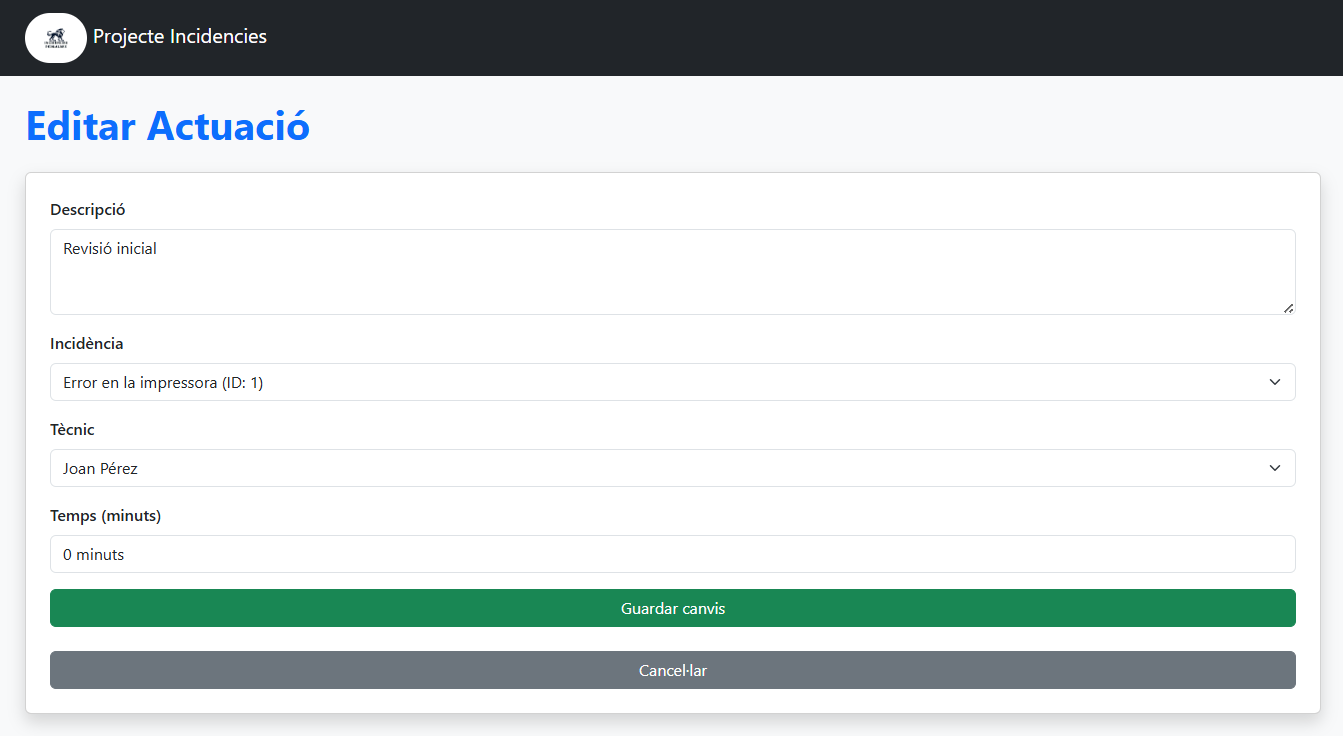 Projecte Incidencies
Editar Actuació
Descripció
Revisió inicial
Incidència
Error en la impressora (ID: 1)
Tècnic
Joan Pérez
Temps (minuts)
0 minuts
Guardar canvis
Cancel·lar